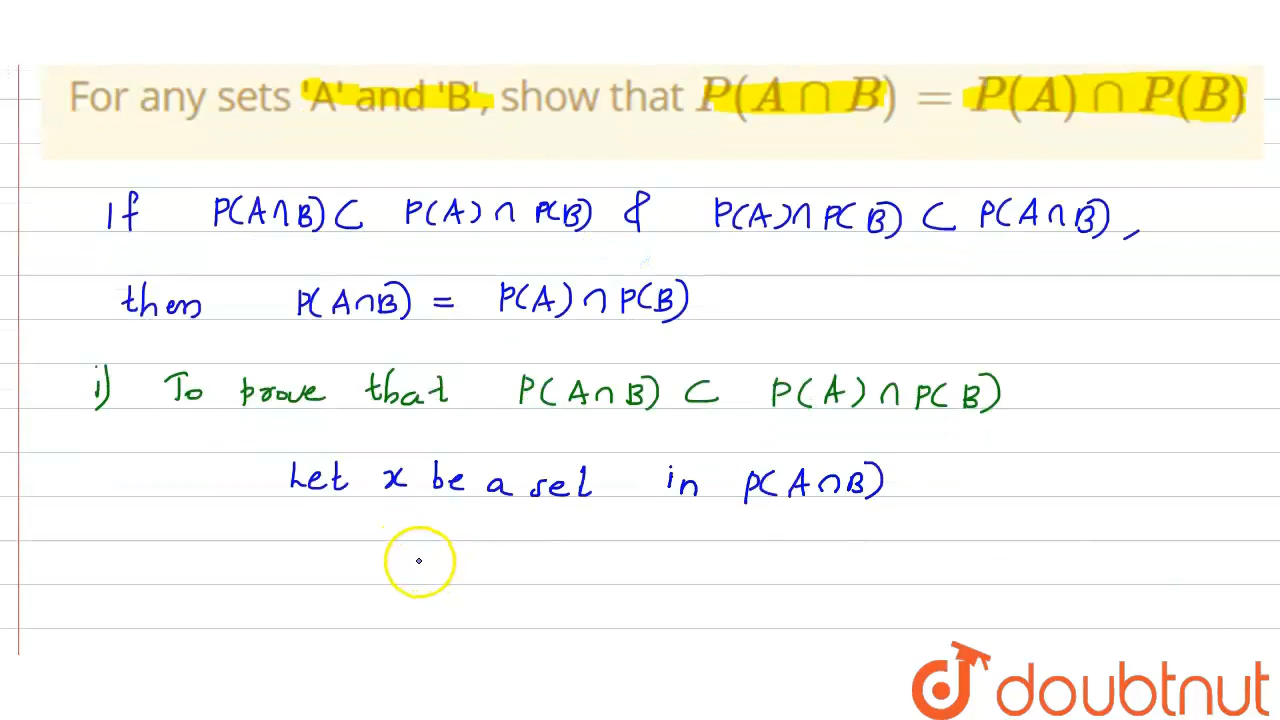 For any sets 'A' and 'B', show that P(A ∩ B) = P(A) ∩ P(B)
If P(A∩B) ⊂ P(A) ∩ P(B) & P(A)∩ P(B) ⊂ P(A∩B),
then P(A∩B) = P(A)∩P(B)
i) To prove that P(A∩B) ⊂ P(A)∩P(B)
Let x be a set in P(A∩B)
doubtnut